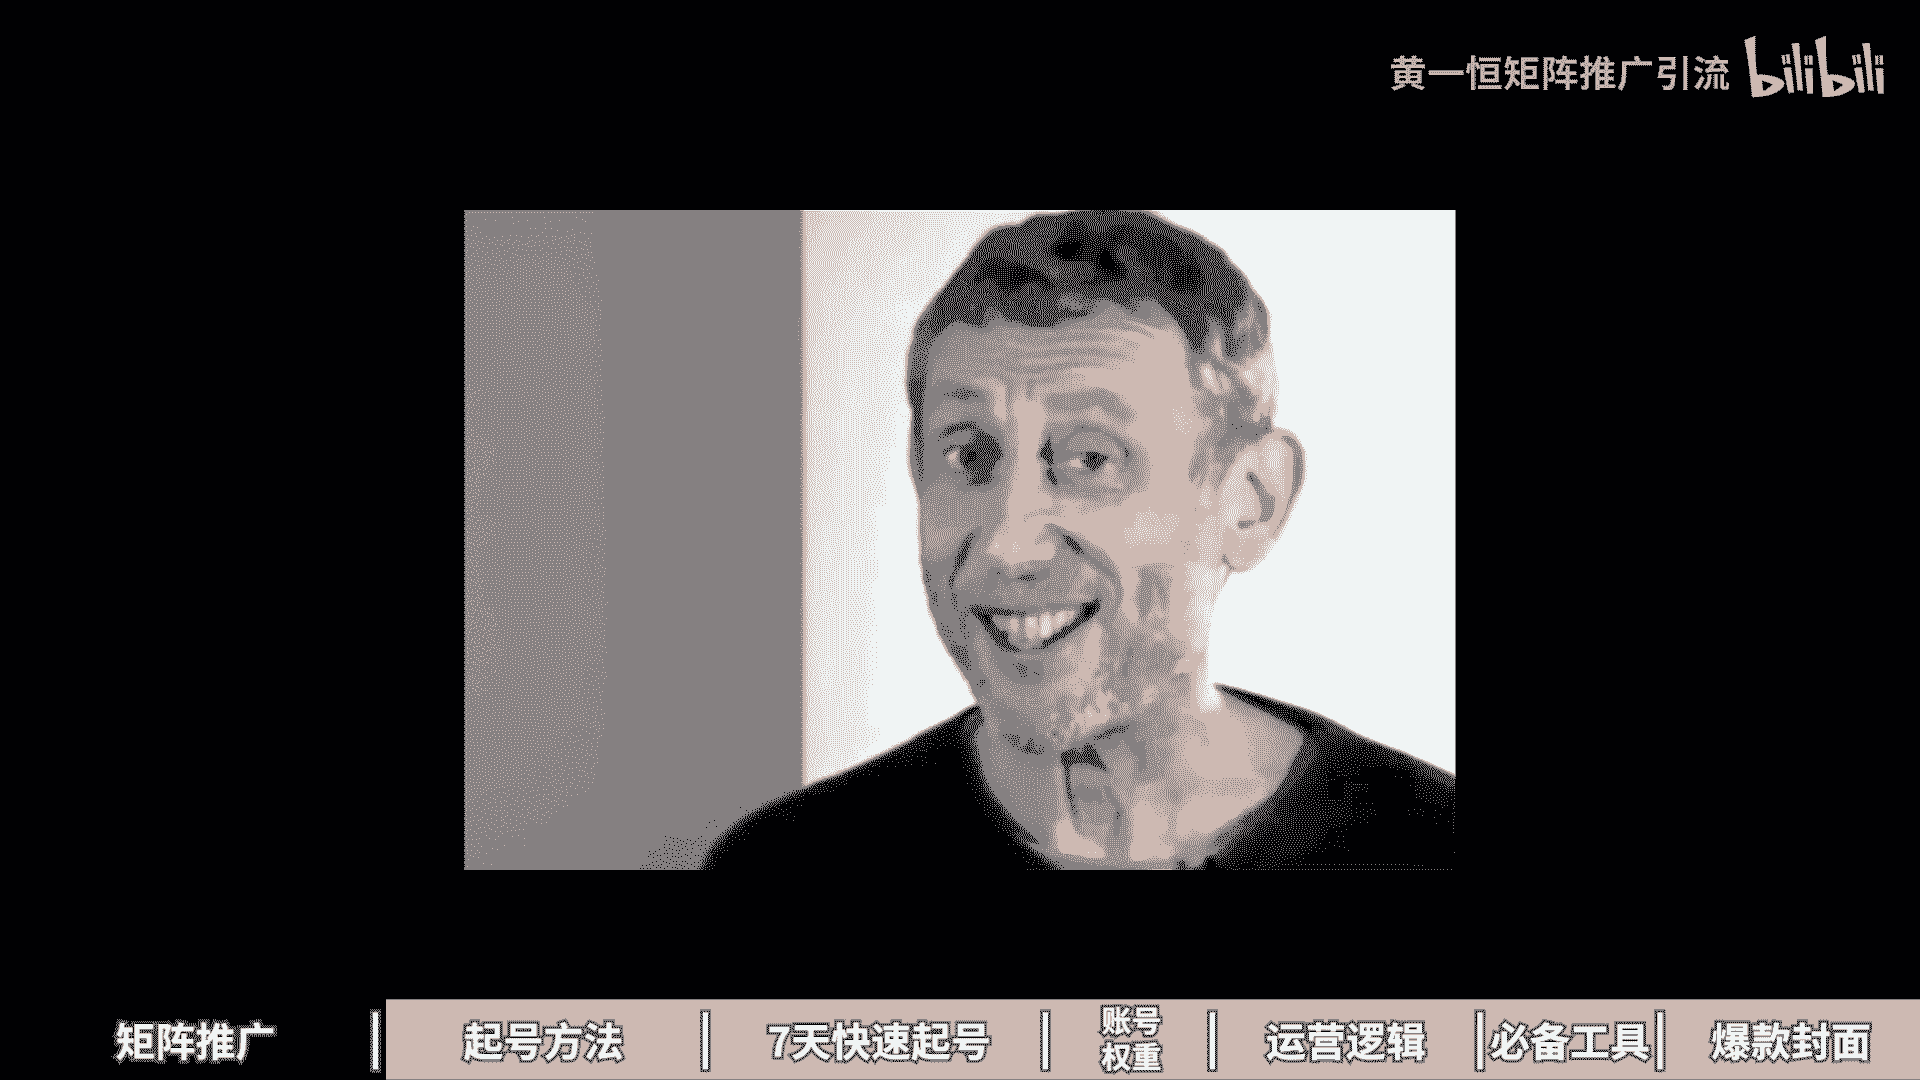 黄一恒矩阵推广引流 bilibili
矩阵推广
起号方法
7天快速起号
账号
权重
运营逻辑
必备工具
爆款封面